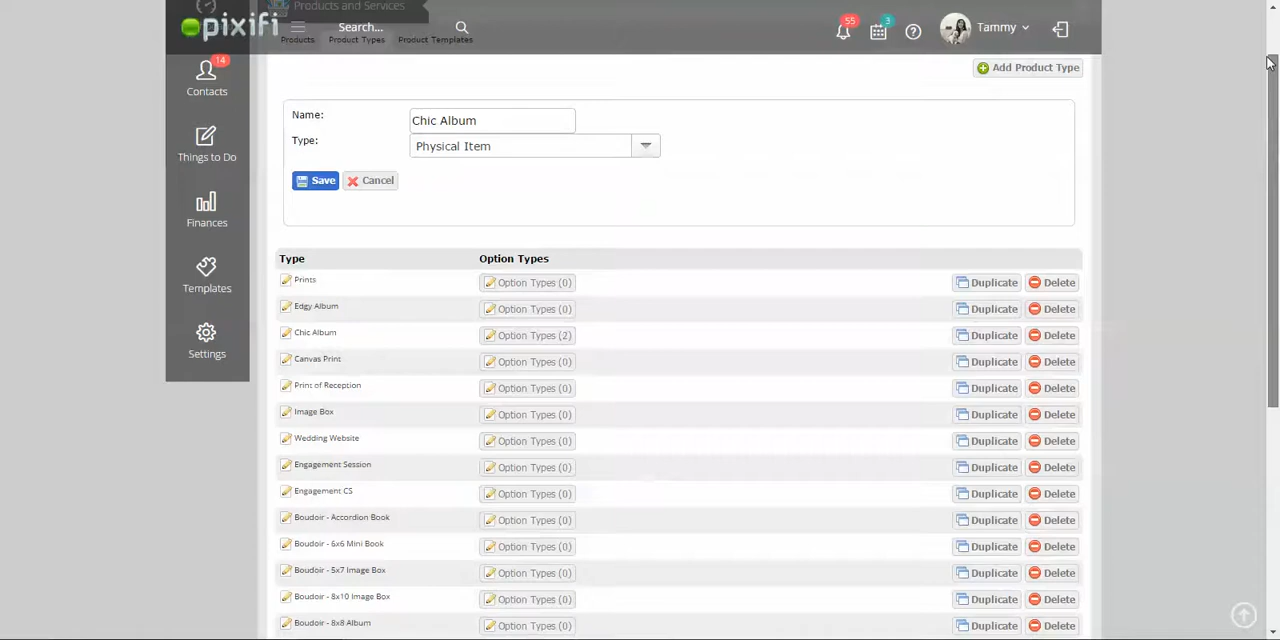 Products and Services
pixifi
Search...
55
3
Tammy
Products Product Types Product Templates
14
Contacts
Things to Do
Finances
Templates
Settings
Add Product Type
Name: Chic Album
Type: Physical Item
Save Cancel
Type Option Types
Prints Option Types (0) Duplicate Delete
Edgy Album Option Types (0) Duplicate Delete
Chic Album Option Types (2) Duplicate Delete
Canvas Print Option Types (0) Duplicate Delete
Print of Reception Option Types (0) Duplicate Delete
Image Box Option Types (0) Duplicate Delete
Wedding Website Option Types (0) Duplicate Delete
Engagement Session Option Types (0) Duplicate Delete
Engagement CS Option Types (0) Duplicate Delete
Boudoir - Accordion Book Option Types (0) Duplicate Delete
Boudoir - 6x6 Mini Book Option Types (0) Duplicate Delete
Boudoir - 5x7 Image Box Option Types (0) Duplicate Delete
Boudoir - 8x10 Image Box Option Types (0) Duplicate Delete
Boudoir - 8x8 Album Option Types (0) Duplicate Delete